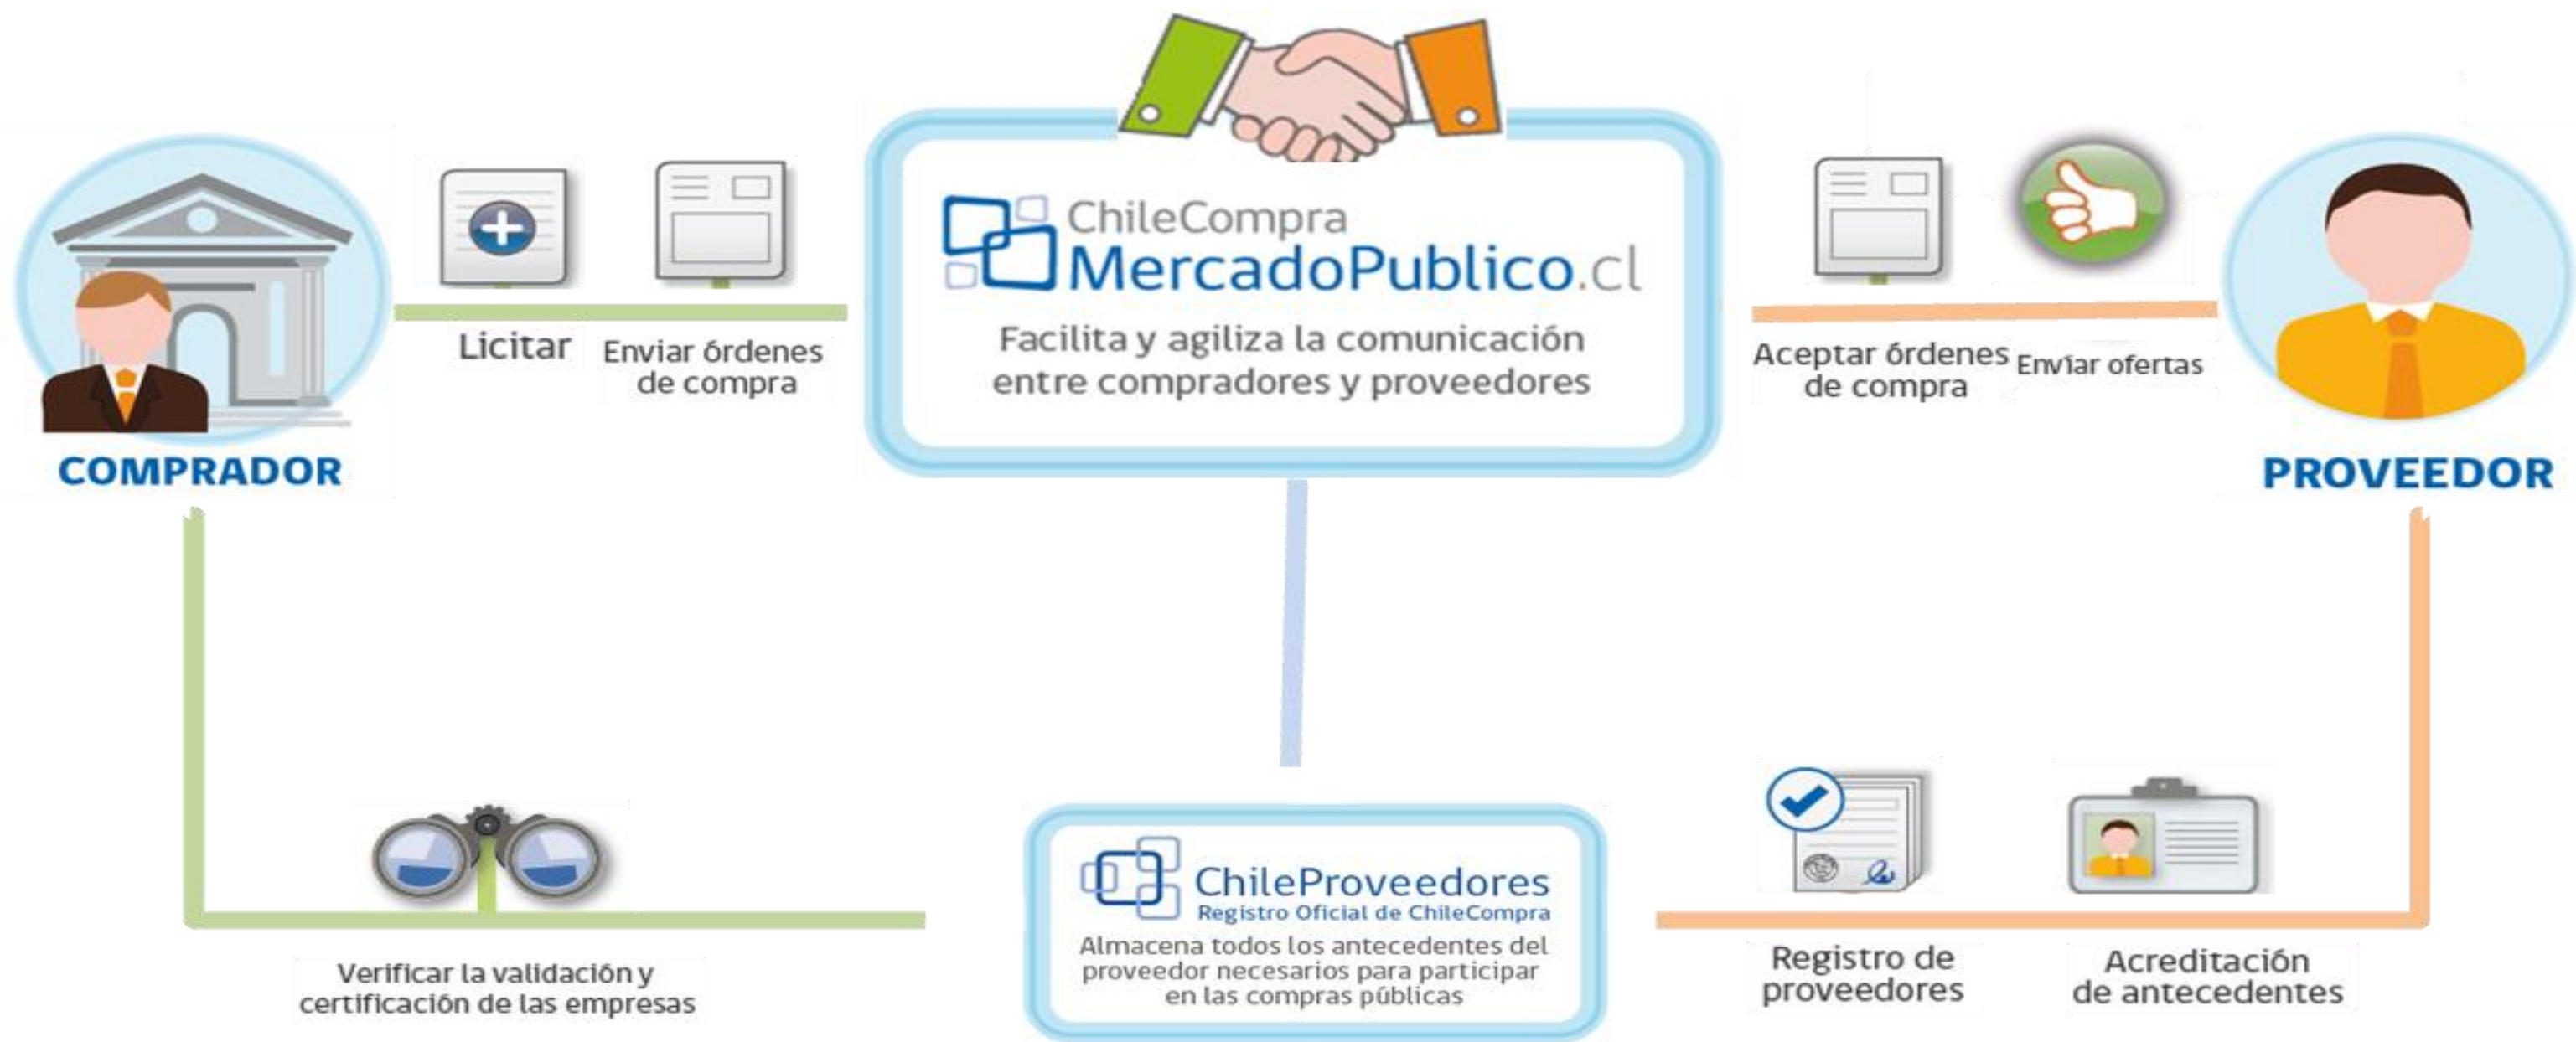 ChileCompra
MercadoPublico.cl
Facilita y agiliza la comunicación
entre compradores y proveedores
Licitar
Enviar órdenes
de compra
COMPRADOR
Aceptar órdenes
de compra
Enviar ofertas
PROVEEDOR
Verificar la validación y
certificación de las empresas
ChileProveedores
Registro Oficial de ChileCompra
Almacena todos los antecedentes del
proveedor necesarios para participar
en las compras públicas
Registro de
proveedores
Acreditación
de antecedentes